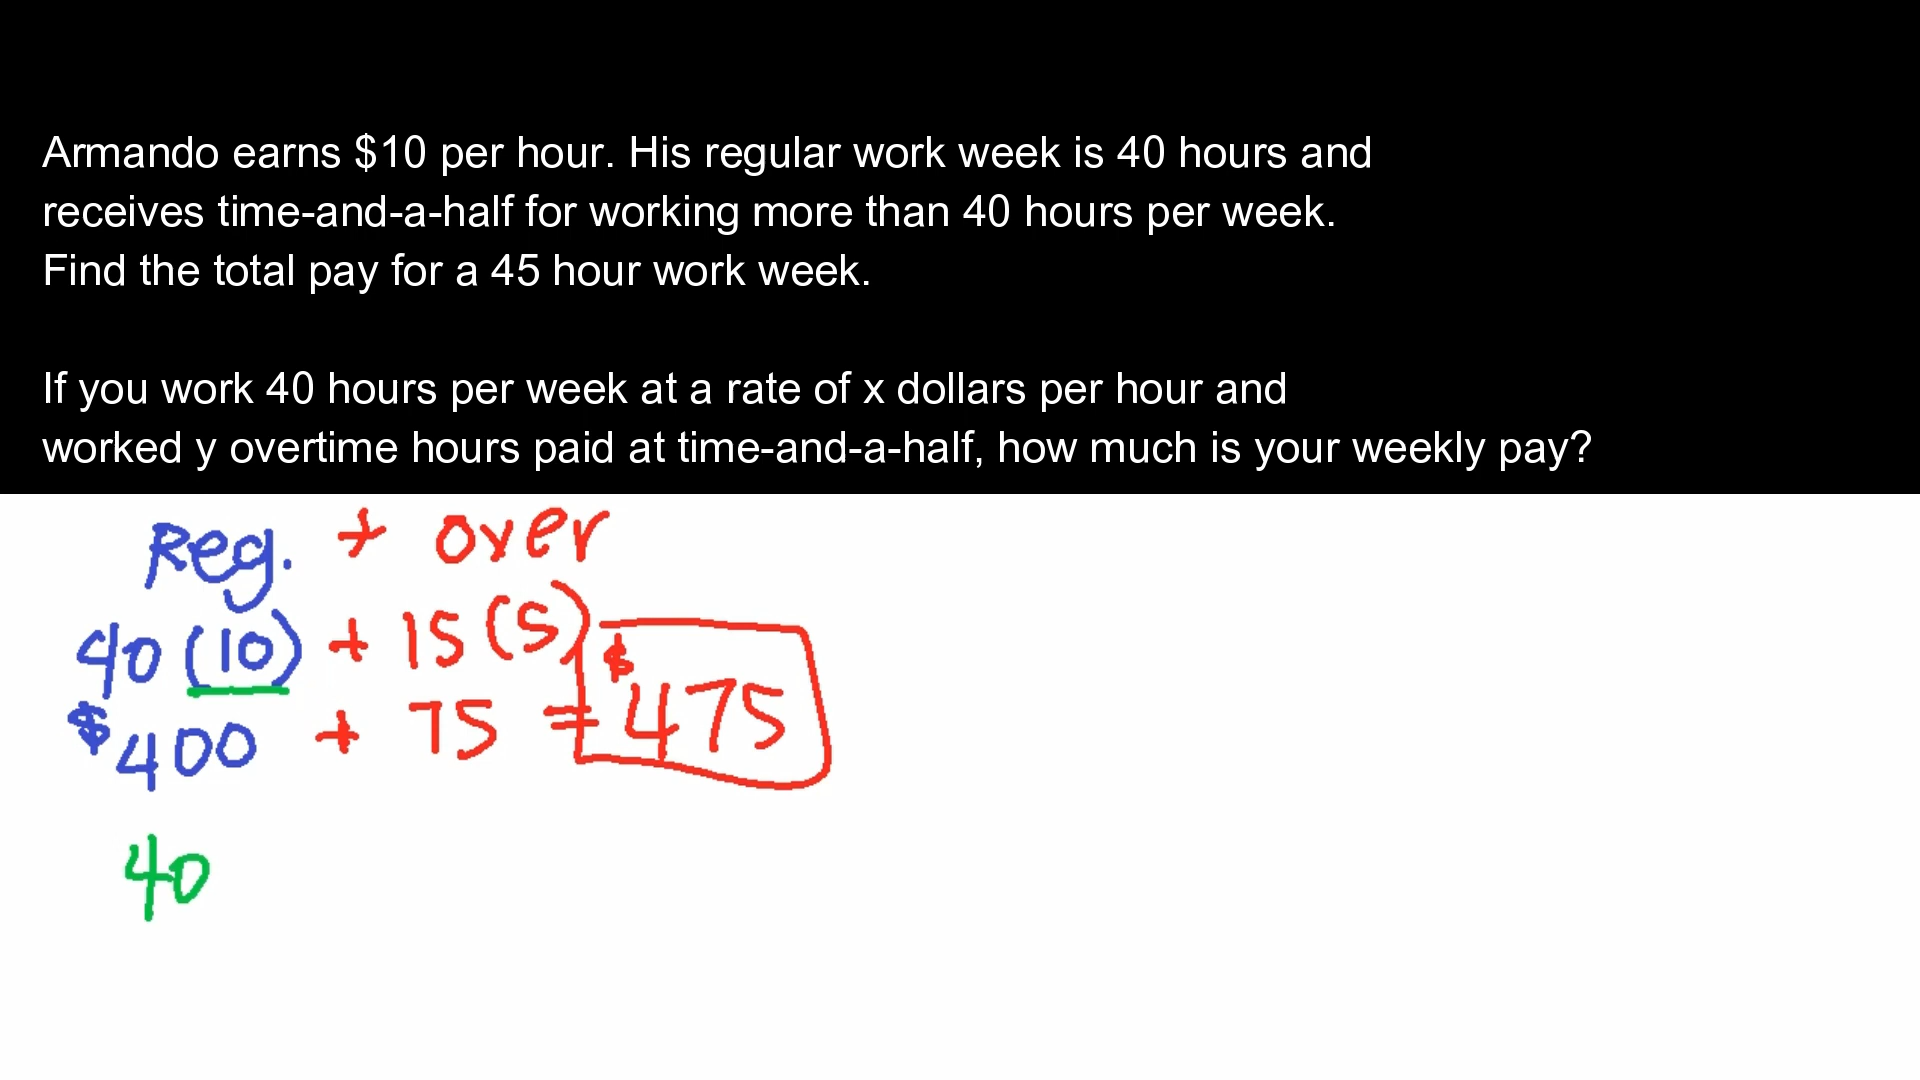 Armando earns $10 per hour. His regular work week is 40 hours and
receives time-and-a-half for working more than 40 hours per week.
Find the total pay for a 45 hour work week.
If you work 40 hours per week at a rate of x dollars per hour and
worked y overtime hours paid at time-and-a-half, how much is your weekly pay?
Reg. + over
40 (10) + 15 (5)
$400 + 75 = $475
40